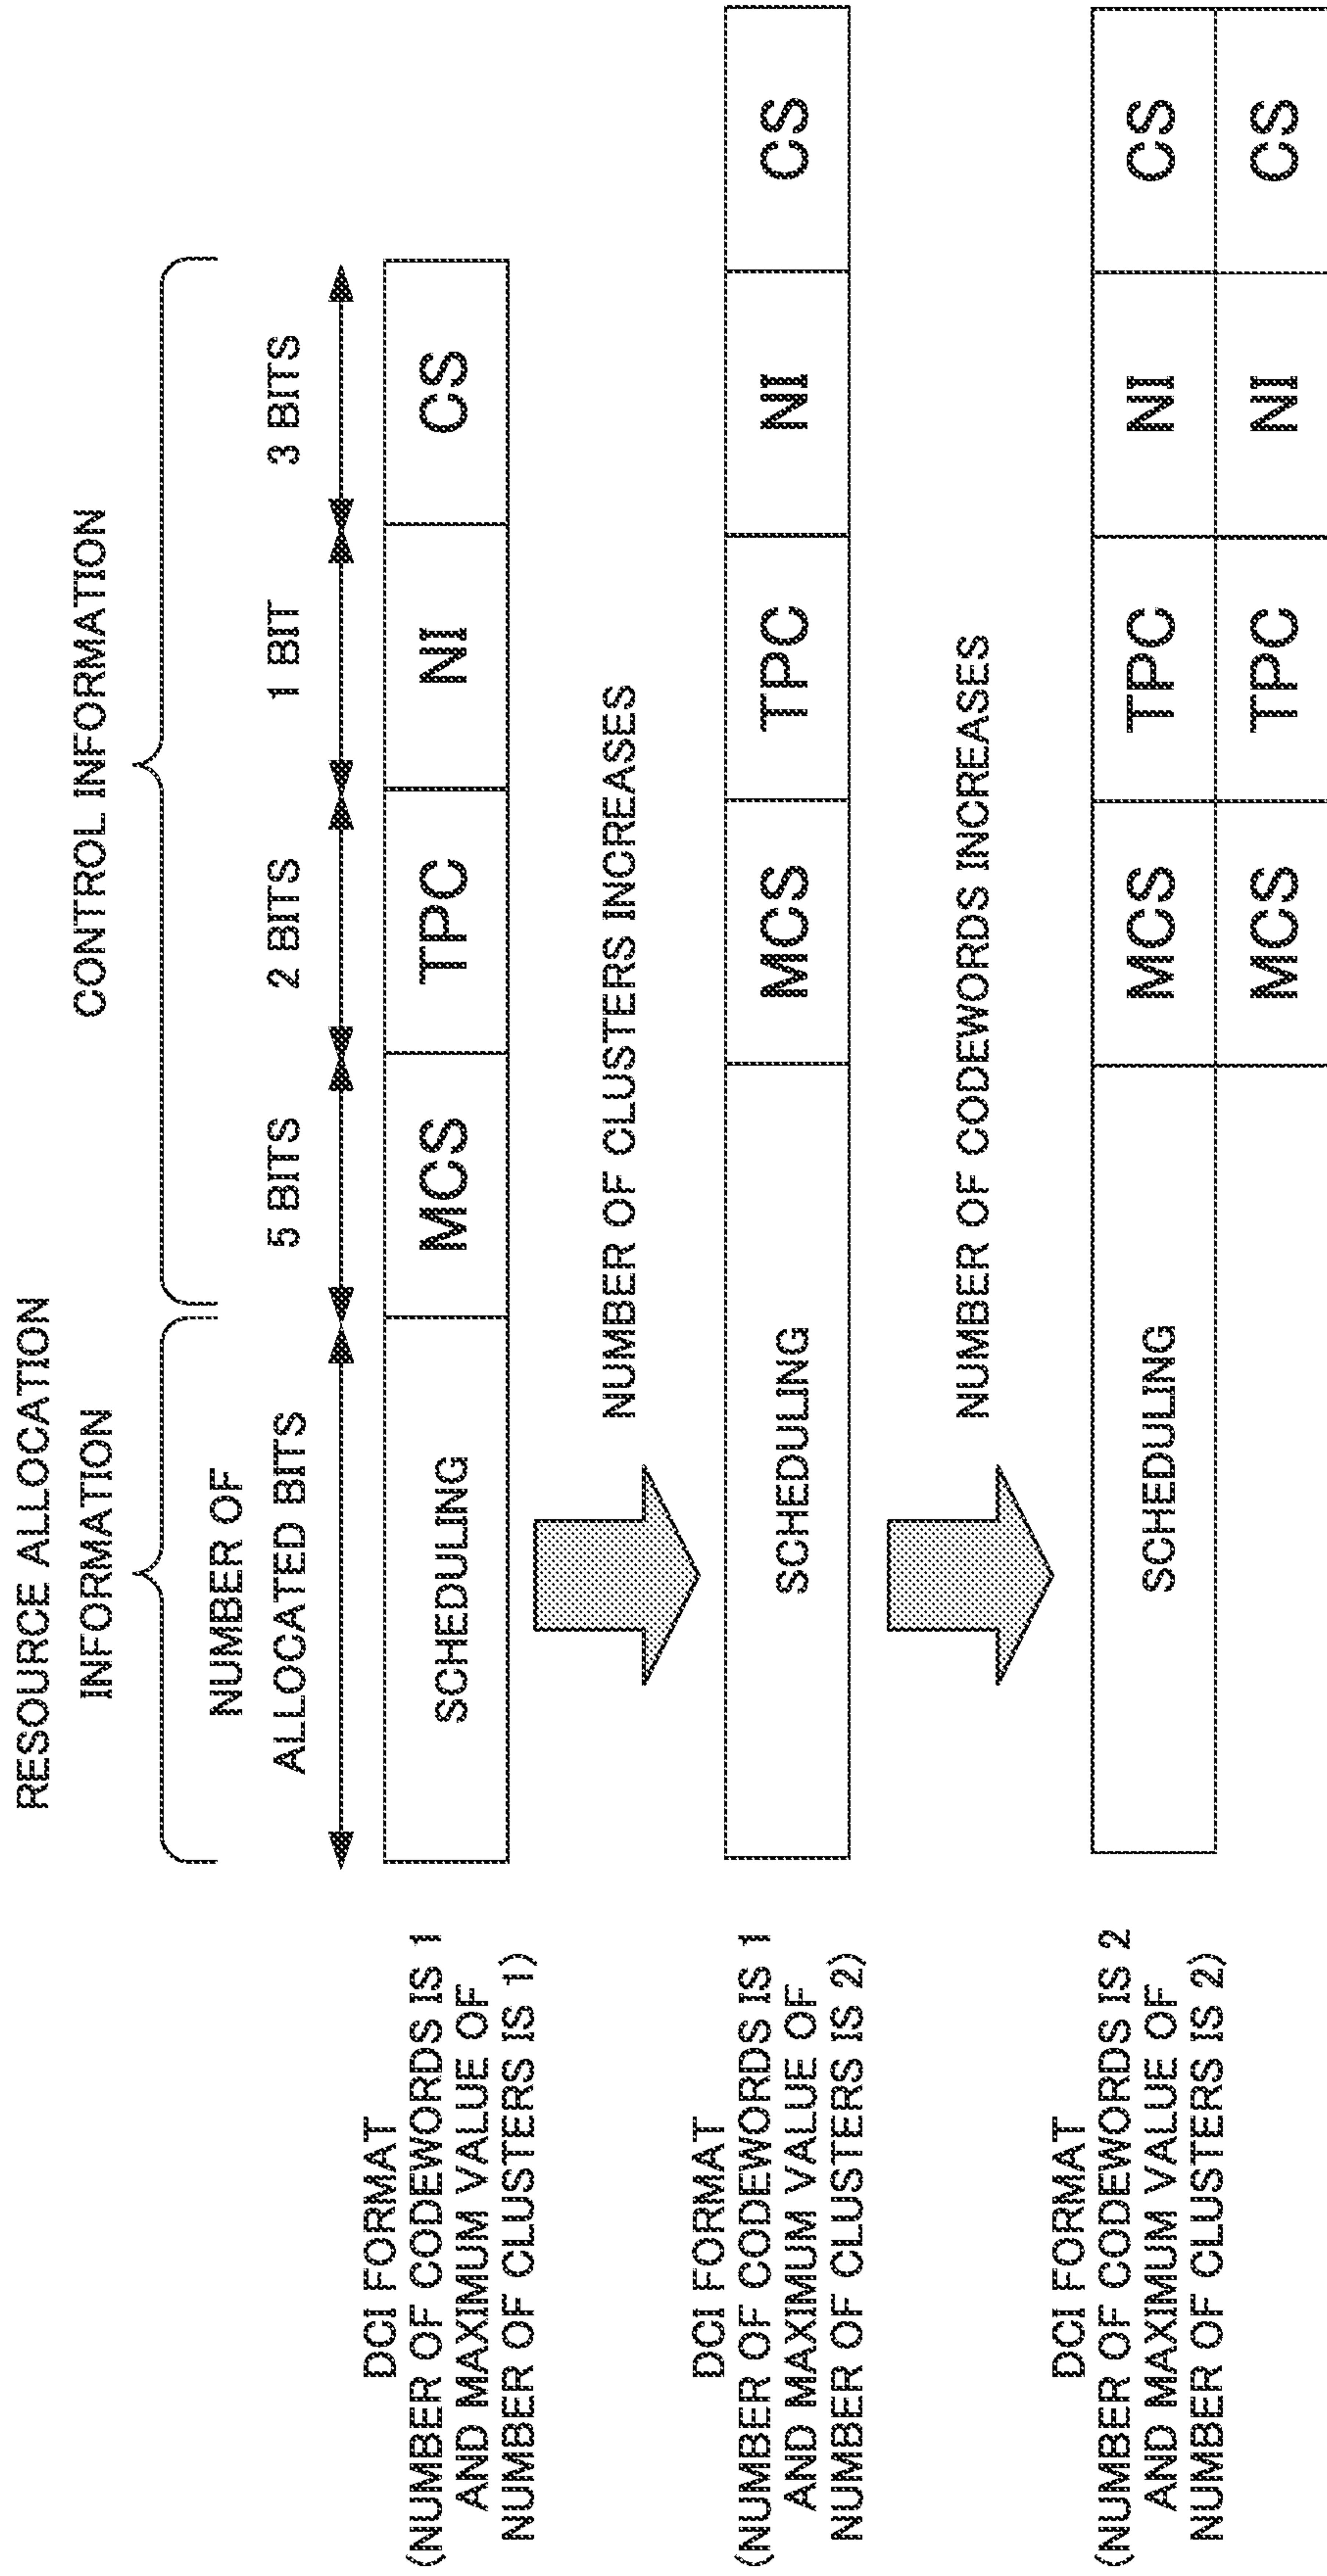 RESOURCE ALLOCATION
INFORMATION
CONTROL INFORMATION
NUMBER OF
ALLOCATED BITS
5 BITS
2 BITS
1 BIT
3 BITS
DCI FORMAT
(NUMBER OF CODEWORDS IS 1
AND MAXIMUM VALUE OF
NUMBER OF CLUSTERS IS 1)
SCHEDULING
MCS
TPC
NI
CS
NUMBER OF CLUSTERS INCREASES
DCI FORMAT
(NUMBER OF CODEWORDS IS 1
AND MAXIMUM VALUE OF
NUMBER OF CLUSTERS IS 2)
SCHEDULING
MCS
TPC
NI
CS
NUMBER OF CODEWORDS INCREASES
DCI FORMAT
(NUMBER OF CODEWORDS IS 2
AND MAXIMUM VALUE OF
NUMBER OF CLUSTERS IS 2)
SCHEDULING
MCS
TPC
NI
CS
MCS
TPC
NI
CS